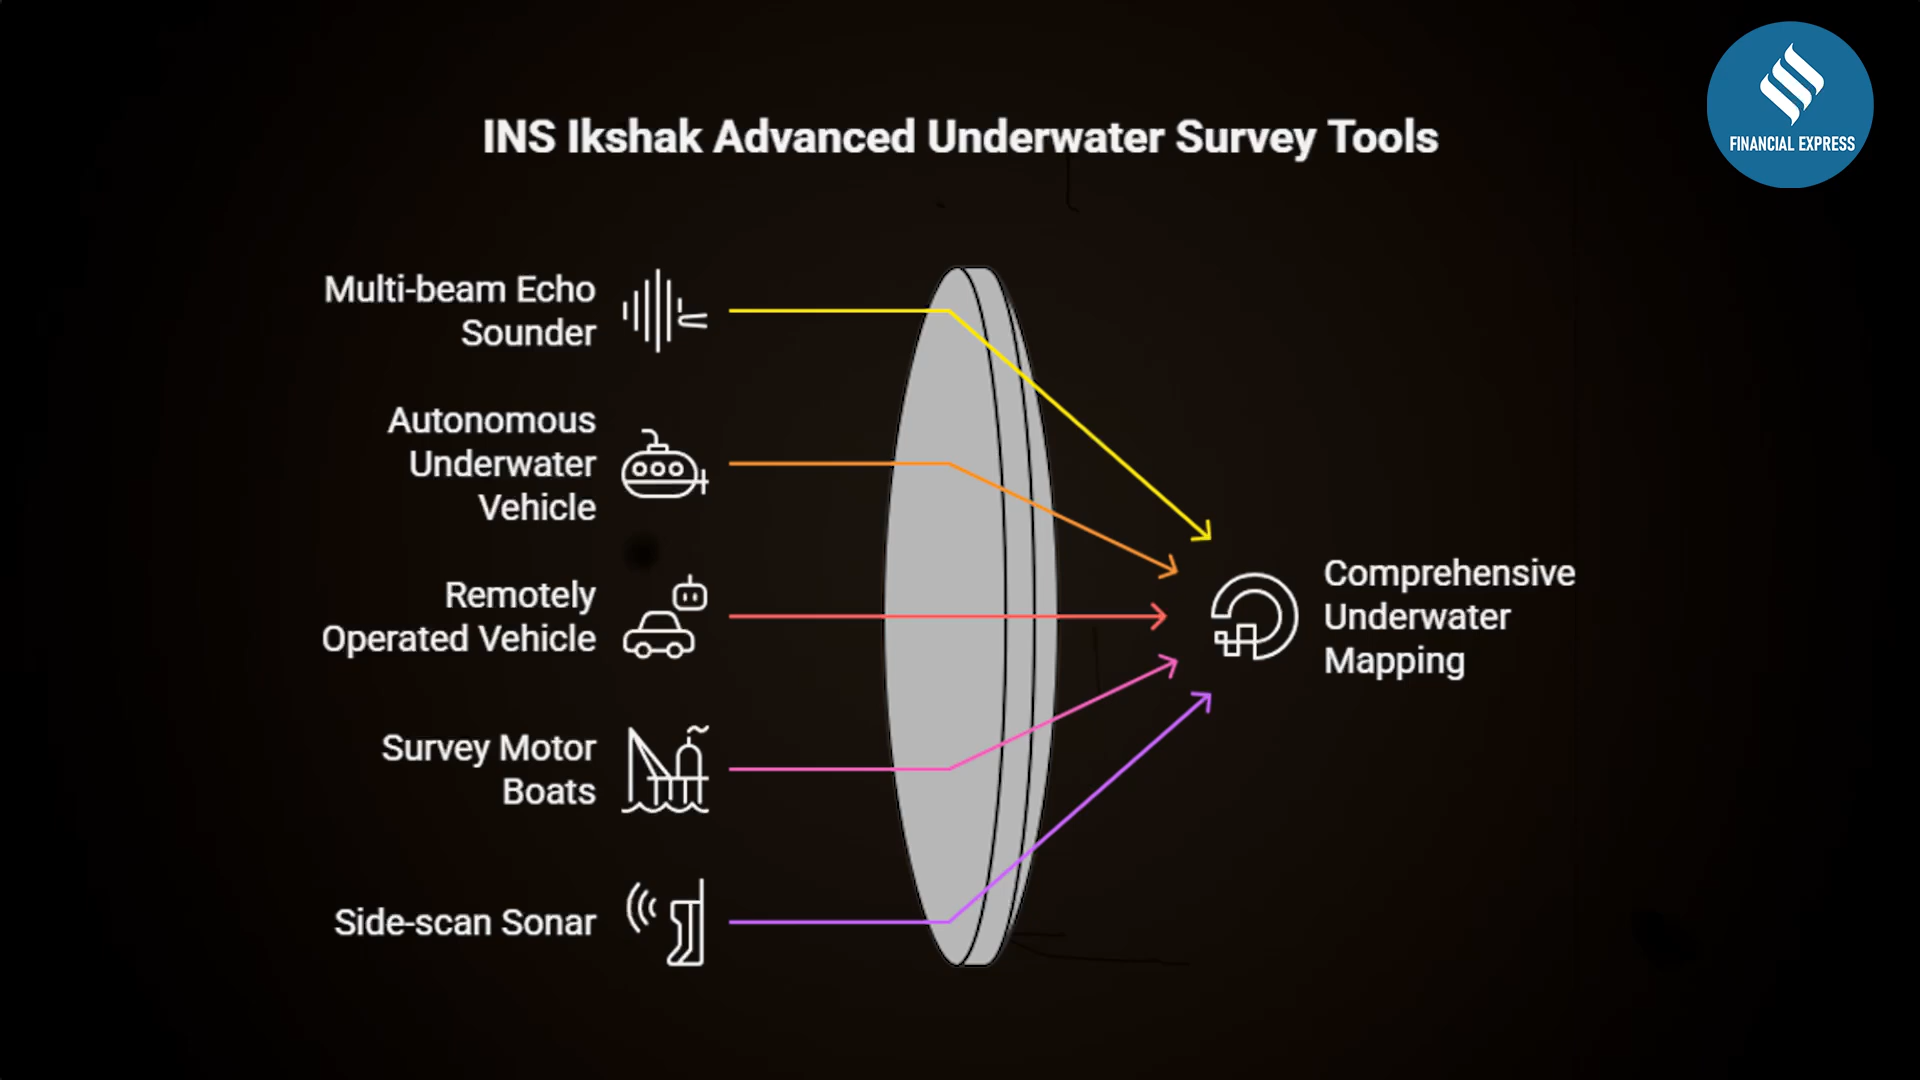 INS Ikshak Advanced Underwater Survey Tools
FINANCIAL EXPRESS
Multi-beam Echo
Sounder
Autonomous
Underwater
Vehicle
Remotely
Operated Vehicle
Survey Motor
Boats
Side-scan Sonar
Comprehensive
Underwater
Mapping